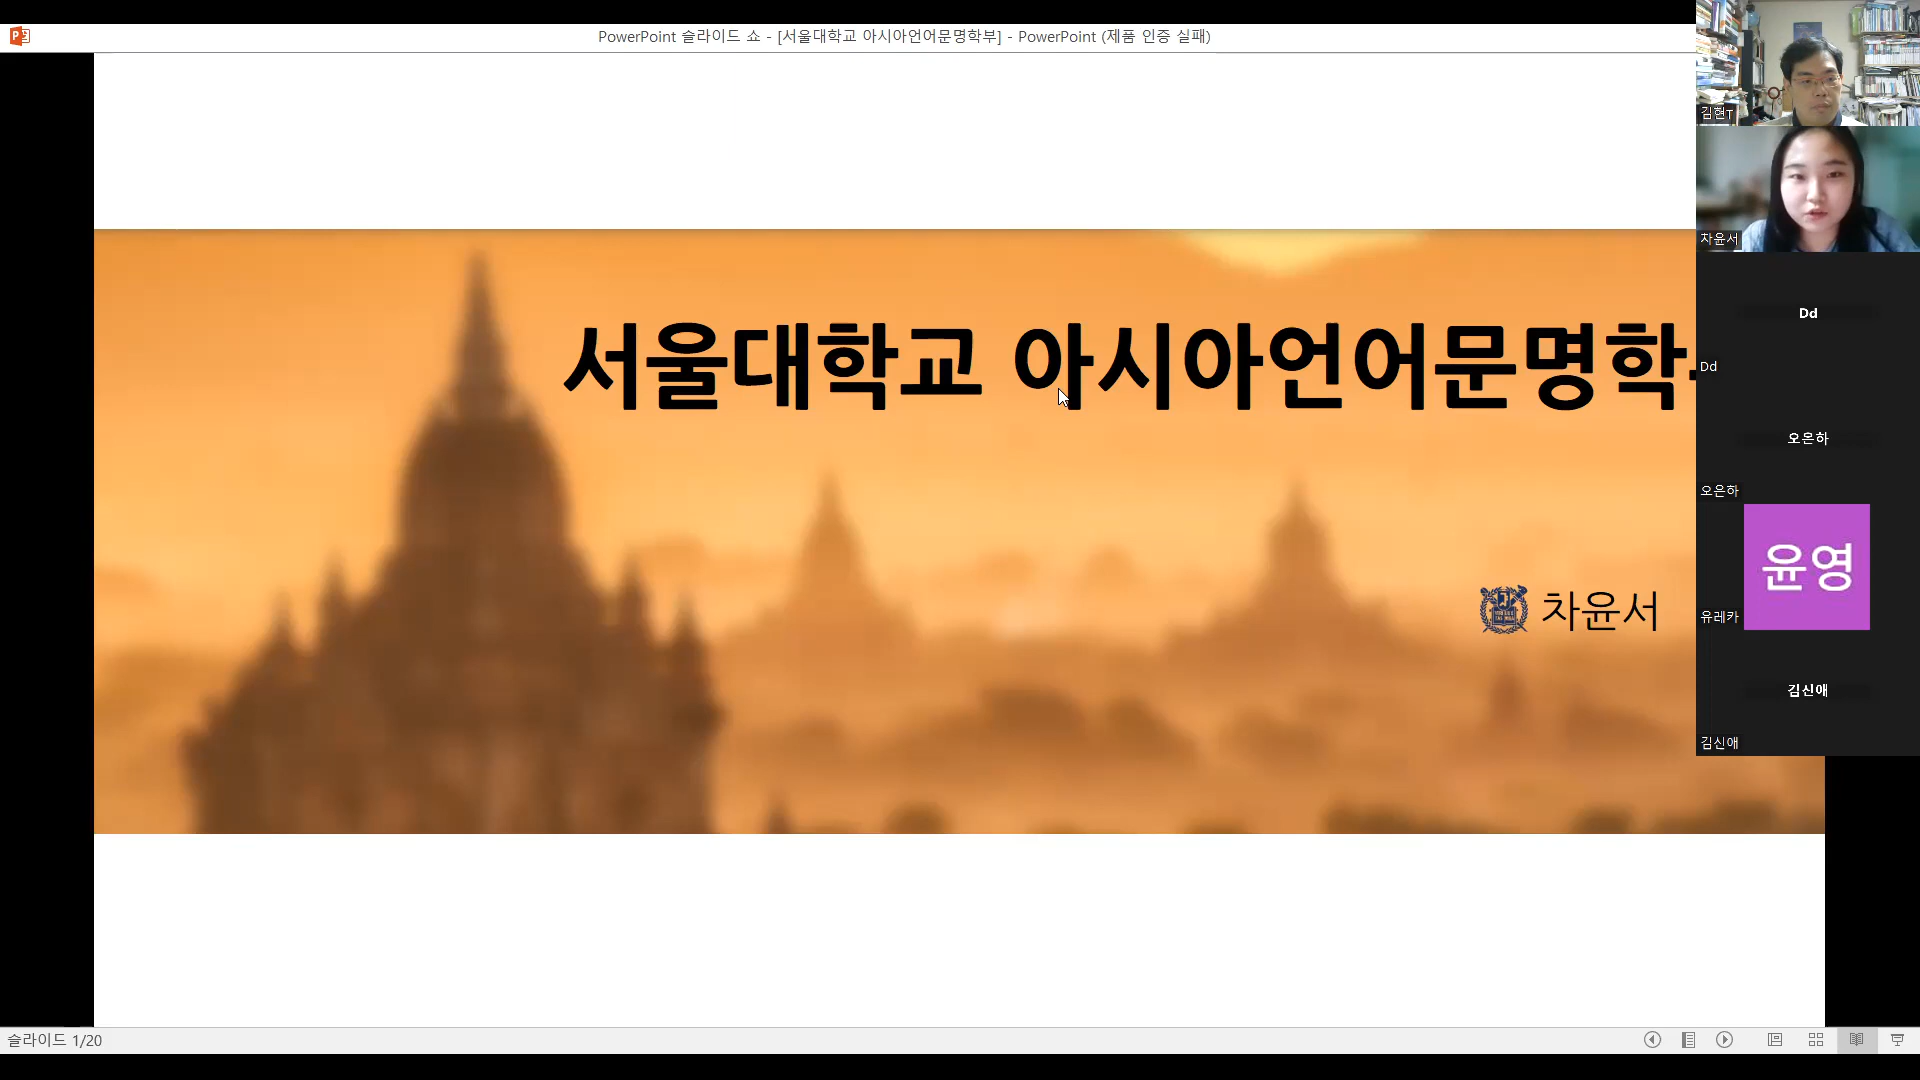 PowerPoint 슬라이드 쇼 - [서울대학교 아시아언어문명학부] - PowerPoint (제품 인증 실패)
김현T
차윤서
서울대학교 아시아언어문명학
차윤서
Dd
Dd
오은하
오은하
윤영
유레카
김신애
김신애
슬라이드 1/20